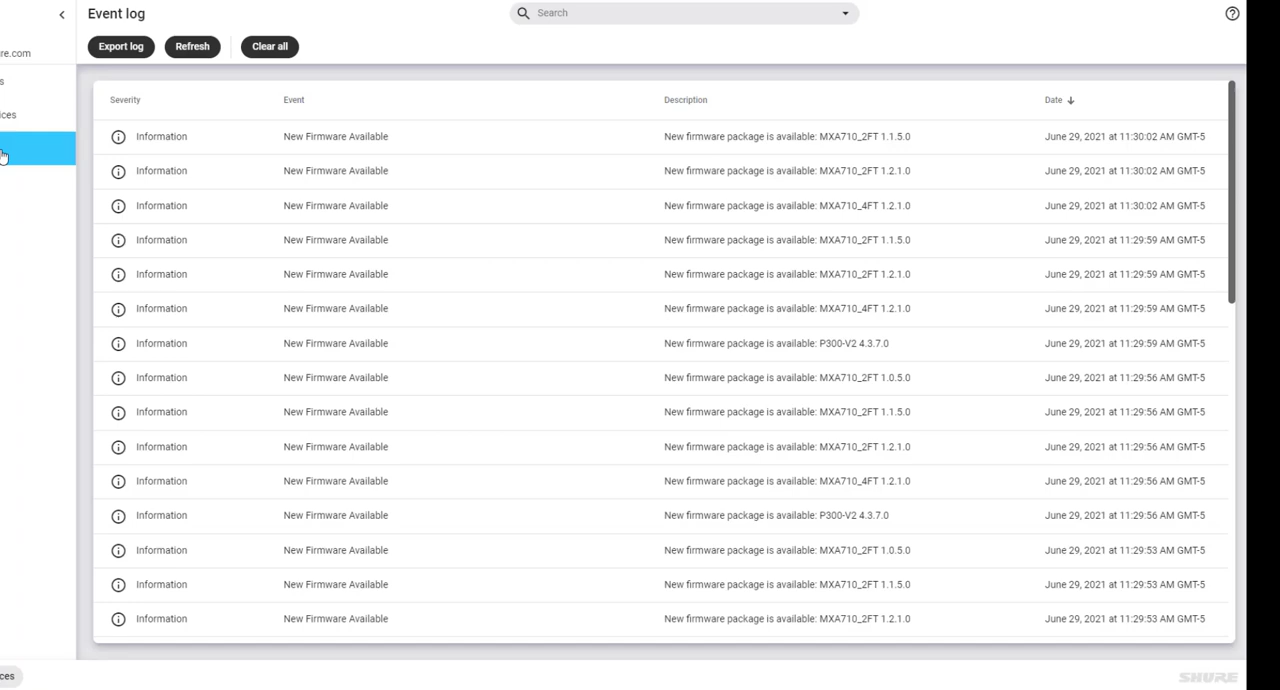 Event log
Search
re.com
Export log Refresh Clear all
s
ices
Severity Event Description Date
Information New Firmware Available New firmware package is available: MXA710_2FT 1.1.5.0 June 29, 2021 at 11:30:02 AM GMT-5
Information New Firmware Available New firmware package is available: MXA710_2FT 1.2.1.0 June 29, 2021 at 11:30:02 AM GMT-5
Information New Firmware Available New firmware package is available: MXA710_4FT 1.2.1.0 June 29, 2021 at 11:30:02 AM GMT-5
Information New Firmware Available New firmware package is available: MXA710_2FT 1.1.5.0 June 29, 2021 at 11:29:59 AM GMT-5
Information New Firmware Available New firmware package is available: MXA710_2FT 1.2.1.0 June 29, 2021 at 11:29:59 AM GMT-5
Information New Firmware Available New firmware package is available: MXA710_4FT 1.2.1.0 June 29, 2021 at 11:29:59 AM GMT-5
Information New Firmware Available New firmware package is available: P300-V2 4.3.7.0 June 29, 2021 at 11:29:59 AM GMT-5
Information New Firmware Available New firmware package is available: MXA710_2FT 1.0.5.0 June 29, 2021 at 11:29:56 AM GMT-5
Information New Firmware Available New firmware package is available: MXA710_2FT 1.1.5.0 June 29, 2021 at 11:29:56 AM GMT-5
Information New Firmware Available New firmware package is available: MXA710_2FT 1.2.1.0 June 29, 2021 at 11:29:56 AM GMT-5
Information New Firmware Available New firmware package is available: MXA710_4FT 1.2.1.0 June 29, 2021 at 11:29:56 AM GMT-5
Information New Firmware Available New firmware package is available: P300-V2 4.3.7.0 June 29, 2021 at 11:29:56 AM GMT-5
Information New Firmware Available New firmware package is available: MXA710_2FT 1.0.5.0 June 29, 2021 at 11:29:53 AM GMT-5
Information New Firmware Available New firmware package is available: MXA710_2FT 1.1.5.0 June 29, 2021 at 11:29:53 AM GMT-5
Information New Firmware Available New firmware package is available: MXA710_2FT 1.2.1.0 June 29, 2021 at 11:29:53 AM GMT-5
ces
SHURE